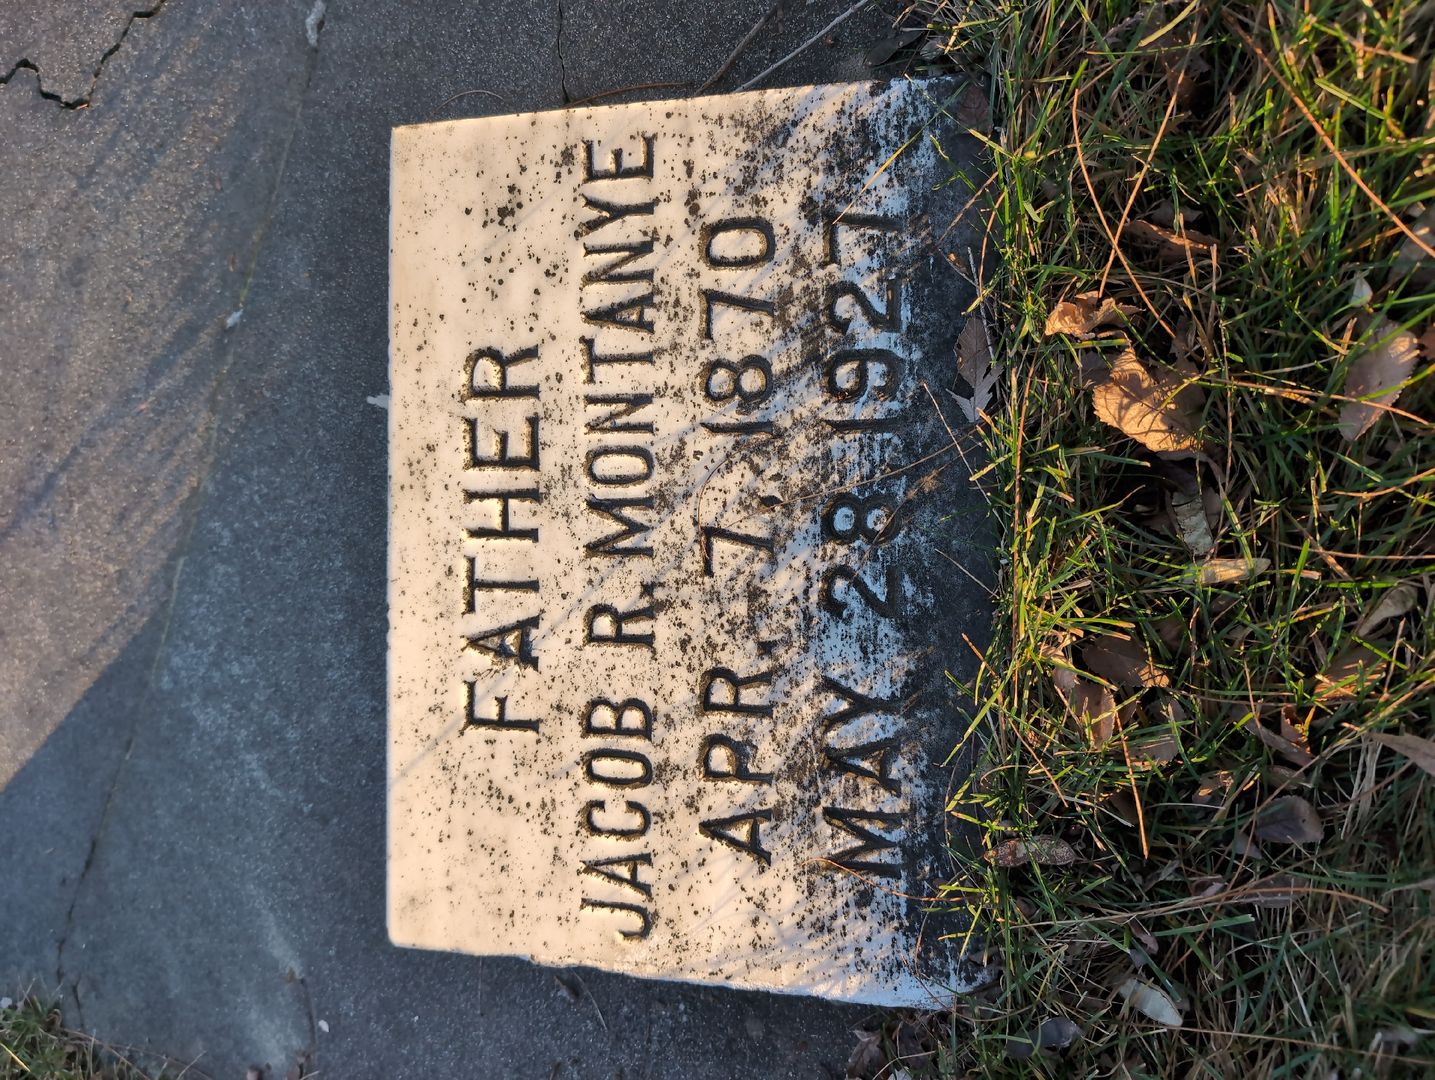 FATHER
JACOB R. MONTANYE
APR. 7, 1870
MAY 28 1927